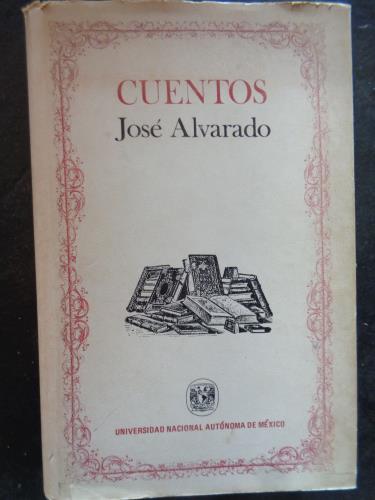 CUENTOS
José Alvarado
UNIVERSIDAD NACIONAL AUTÓNOMA DE MÉXICO